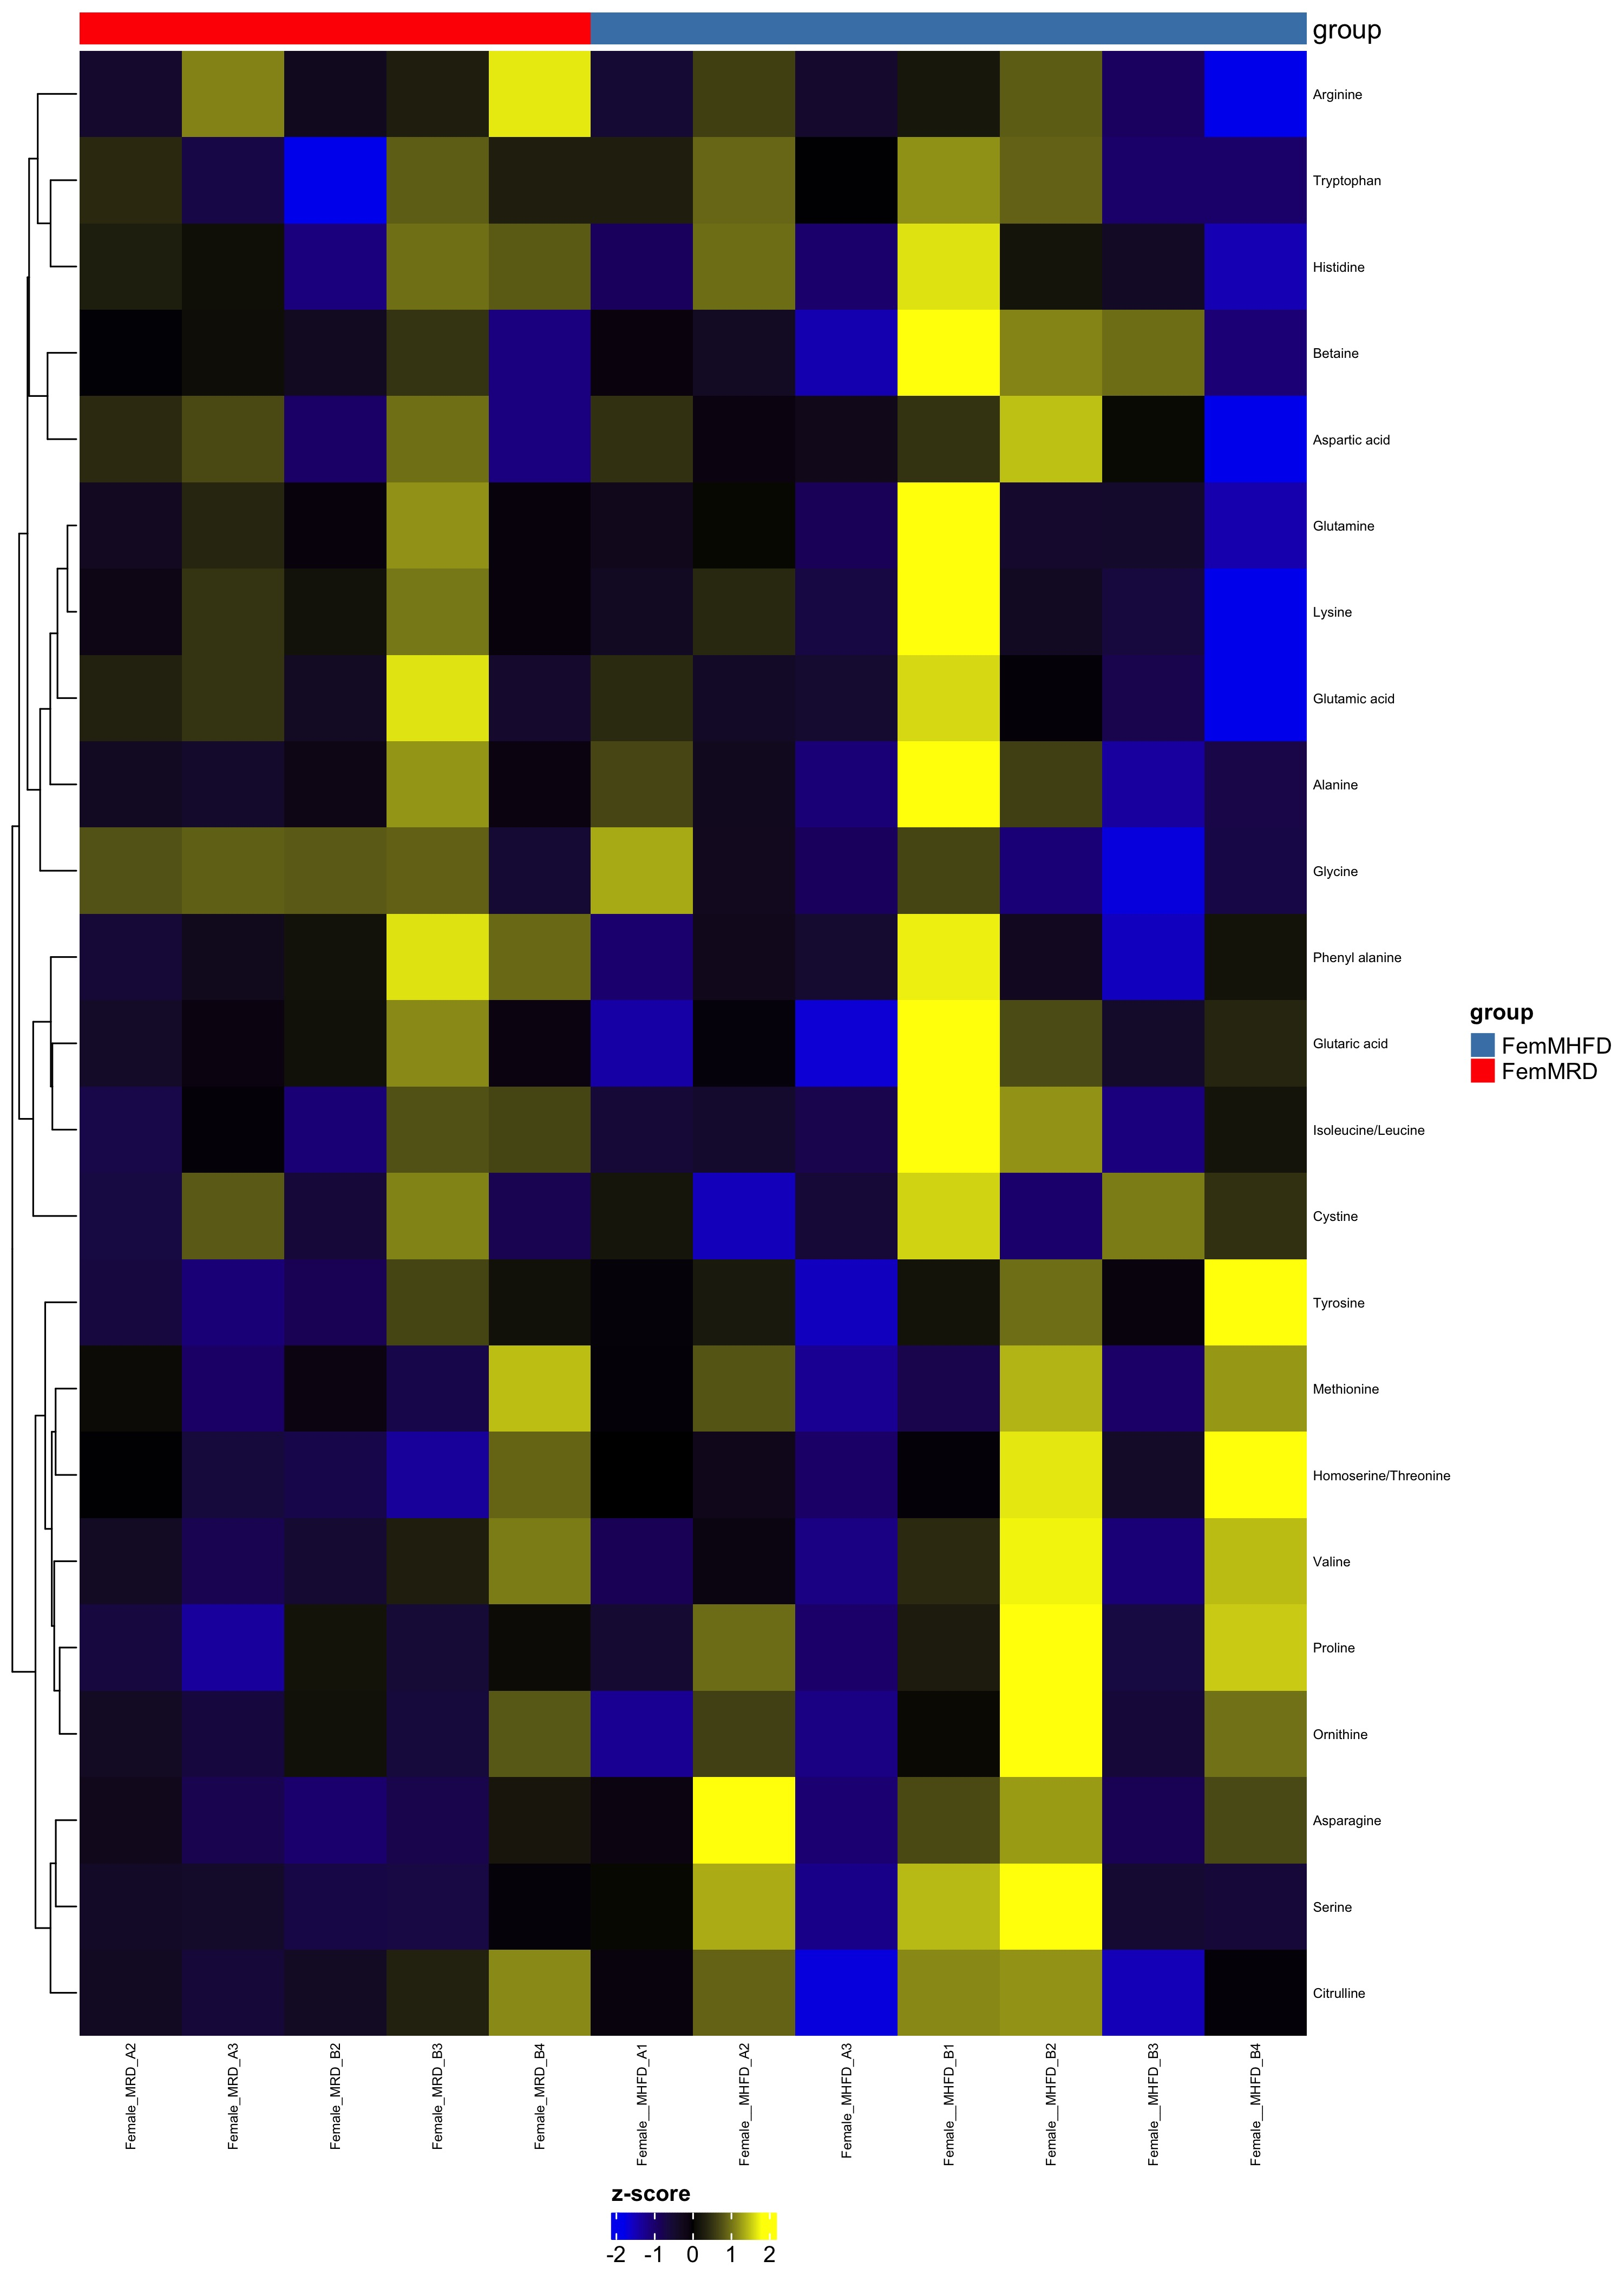 group
Arginine
Tryptophan
Histidine
Betaine
Aspartic acid
Glutamine
Lysine
Glutamic acid
Alanine
Glycine
Phenyl alanine
Glutaric acid
Isoleucine/Leucine
Cystine
Tyrosine
Methionine
Homoserine/Threonine
Valine
Proline
Ornithine
Asparagine
Serine
Citrulline
group
FemMHFD
FemMRD
Female_MRD_A2
Female_MRD_A3
Female_MRD_B2
Female_MRD_B3
Female_MRD_B4
Female__MHFD_A1
Female__MHFD_A2
Female_MHFD_A3
Female__MHFD_B1
Female__MHFD_B2
Female__MHFD_B3
Female__MHFD_B4
z-score
-2 -1 0 1 2